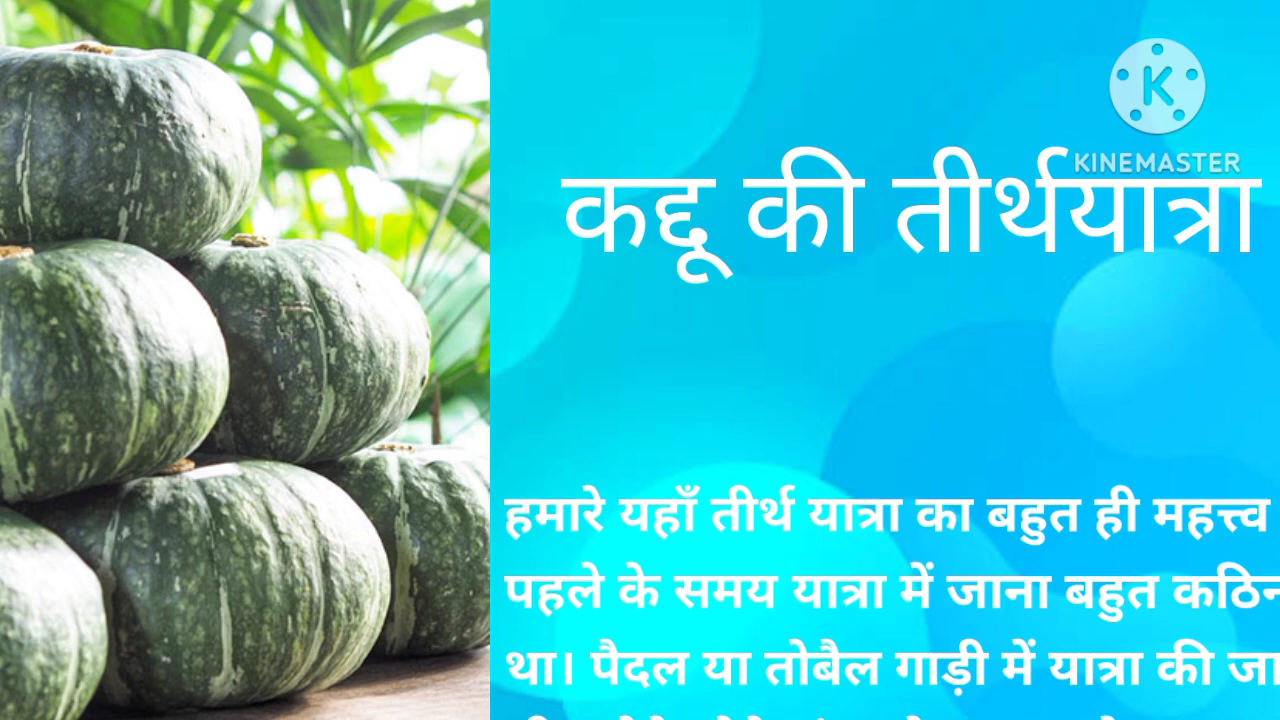 KINEMASTER
कद्दू की तीर्थयात्रा
हमारे यहाँ तीर्थ यात्रा का बहुत ही महत्त्व
पहले के समय यात्रा में जाना बहुत कठिन
था। पैदल या तोबैल गाड़ी में यात्रा की जा